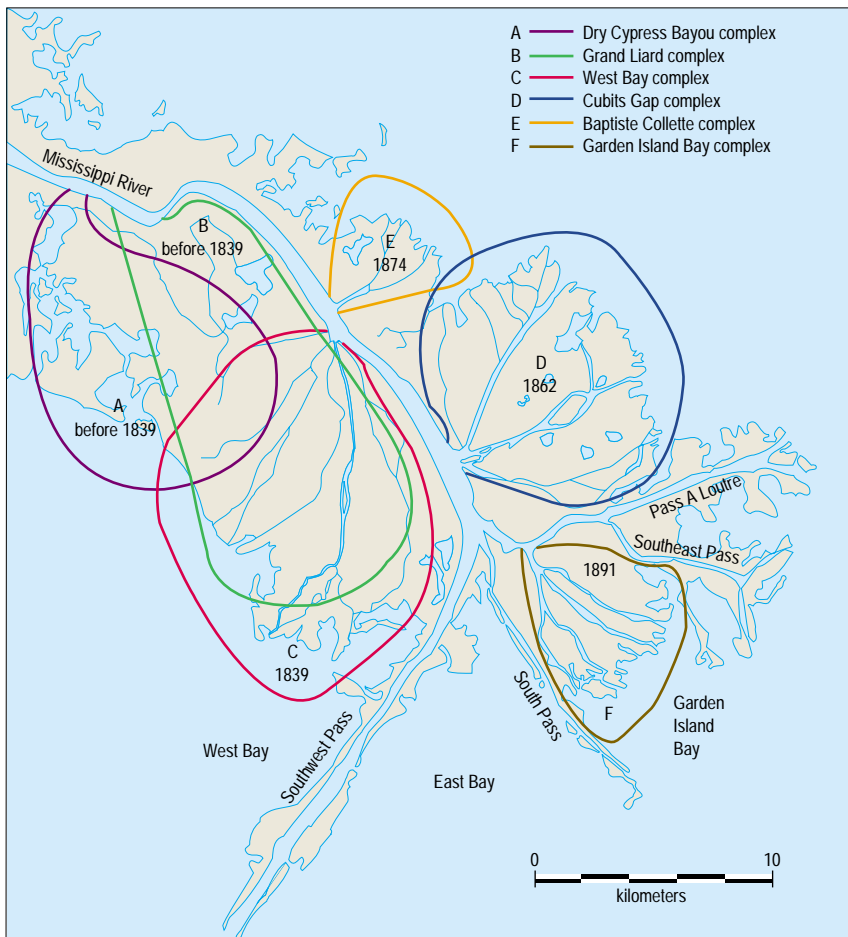 A Dry Cypress Bayou complex
B Grand Liard complex
C West Bay complex
D Cubits Gap complex
E Baptiste Collette complex
F Garden Island Bay complex
Mississippi River
B
before 1839
E
1874
D
1862
A
before 1839
Pass A Loutre
Southeast Pass
1891
C
1839
F
South Pass
Garden
Island
Bay
West Bay
Southwest Pass
East Bay
0 10
kilometers